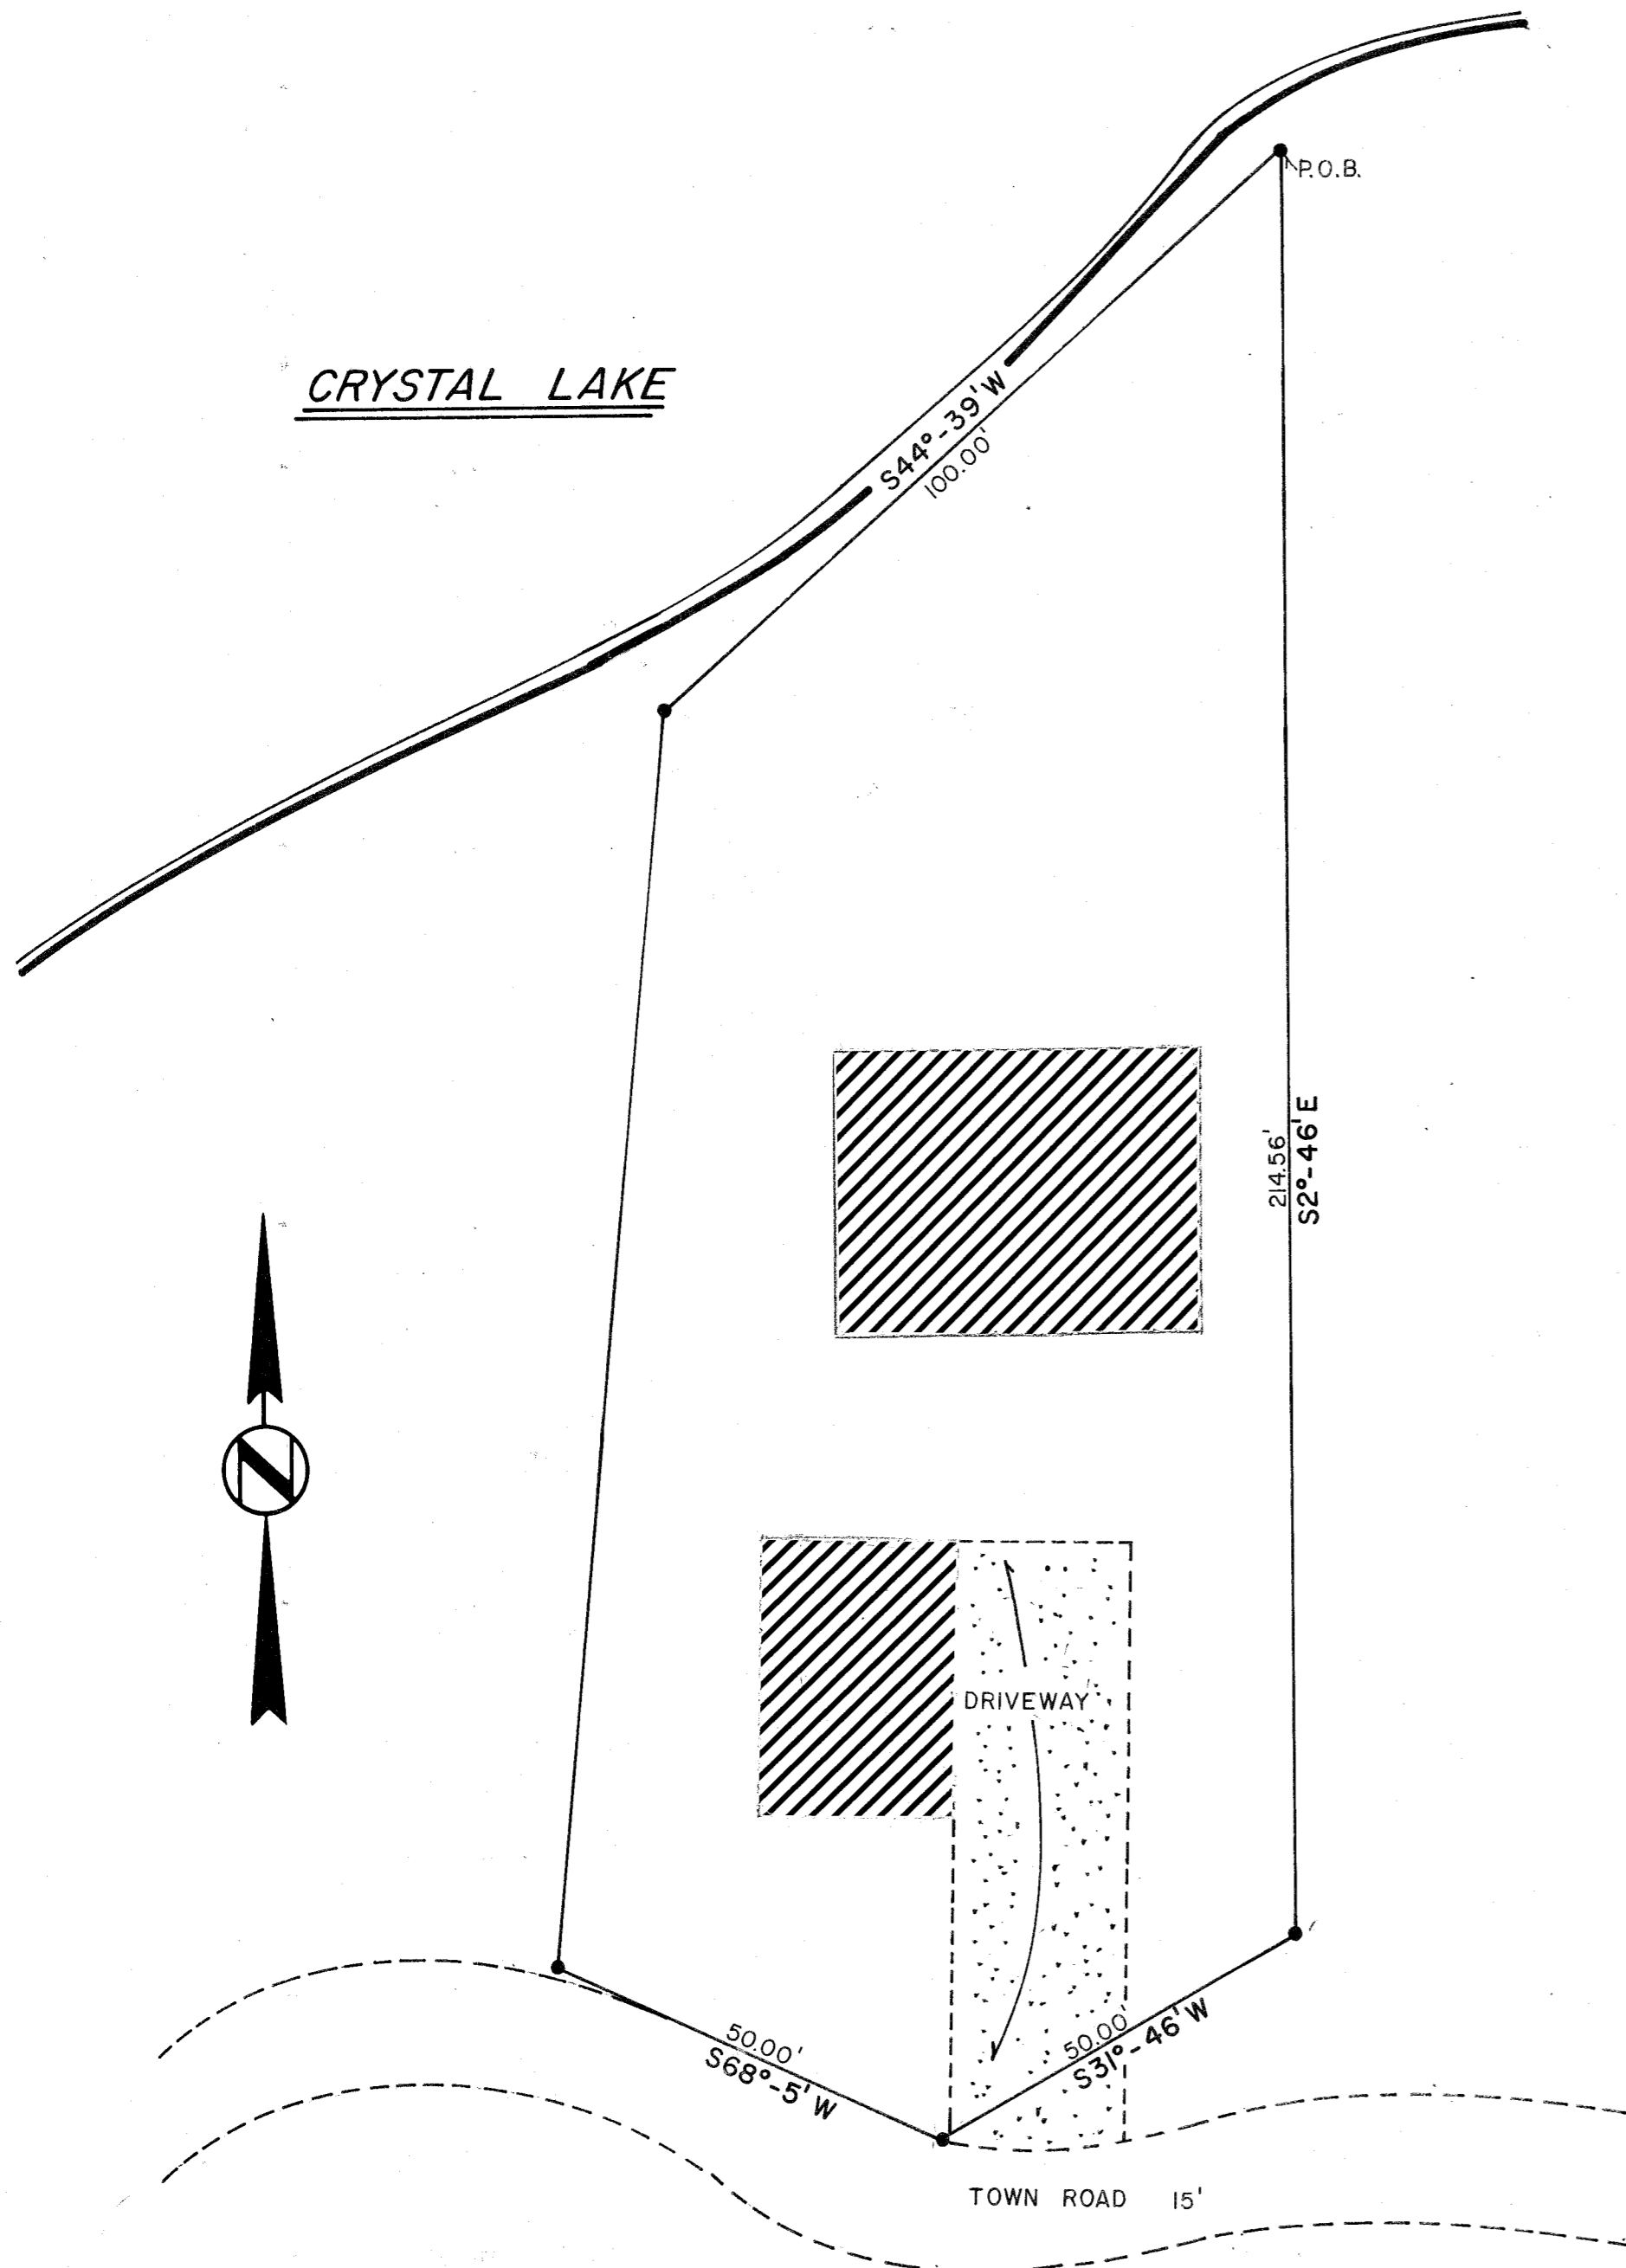 P.O.B.
CRYSTAL LAKE
S44°-39'W
100.00'
214.56'
S2°-46'E
N
DRIVEWAY
50.00'
S68°-5'W
50.00'
S31°-46'W
TOWN ROAD 15'